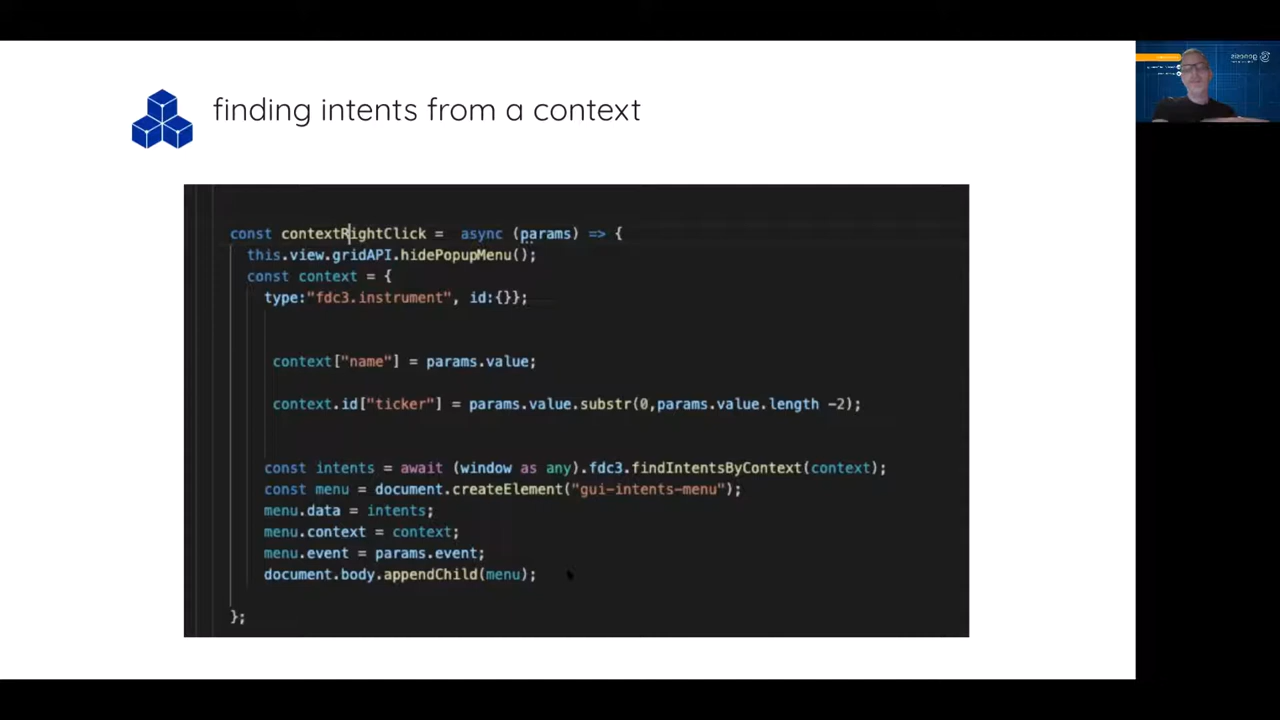 finding intents from a context
const contextRightClick =  async (params) => {
this.view.gridAPI.hidePopupMenu();
const context = {
type:"fdc3.instrument", id:{}};
context["name"] = params.value;
context.id["ticker"] = params.value.substr(0,params.value.length -2);
const intents = await (window as any).fdc3.findIntentsByContext(context);
const menu = document.createElement("gui-intents-menu");
menu.data = intents;
menu.context = context;
menu.event = params.event;
document.body.appendChild(menu);
};